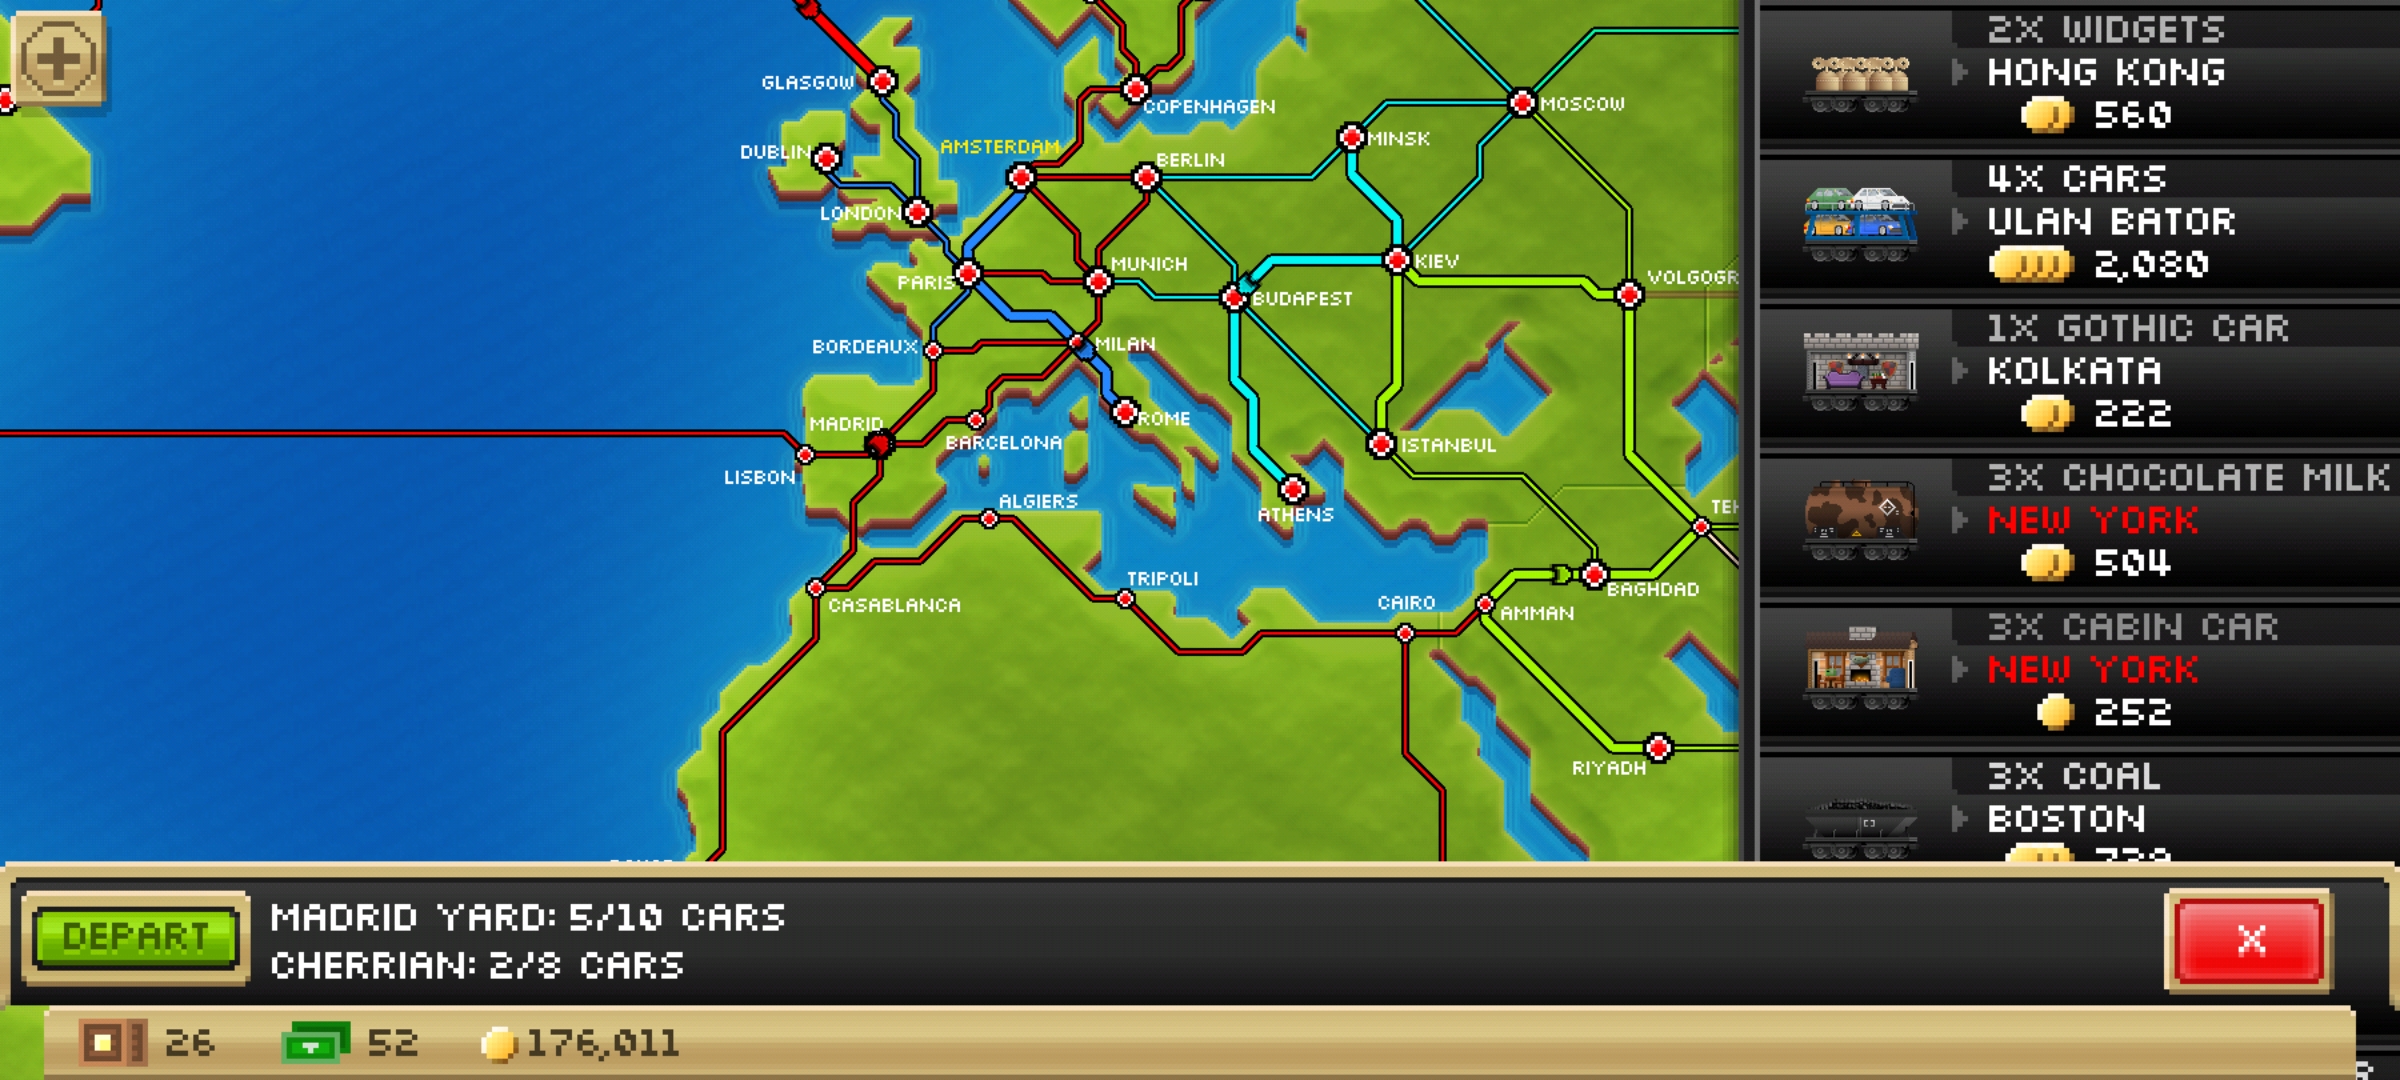 GLASGOW
COPENHAGEN
MOSCOW
DUBLIN
AMSTERDAM
MINSK
BERLIN
LONDON
PARIS
MUNICH
KIEV
BUDAPEST
BORDEAUX
MILAN
MADRID
BARCELONA
ROME
ISTANBUL
LISBON
ALGIERS
ATHENS
VOLGOGR
TEH
TRIPOLI
CASABLANCA
CAIRO
AMMAN
BAGHDAD
RIYADH
2X WIDGETS
HONG KONG
560
4X CARS
ULAN BATOR
2,080
1X GOTHIC CAR
KOLKATA
222
3X CHOCOLATE MILK
NEW YORK
504
3X CABIN CAR
NEW YORK
252
3X COAL
BOSTON
DEPART
MADRID YARD: 5/10 CARS
CHERRIAN: 2/8 CARS
X
26
52
176,011